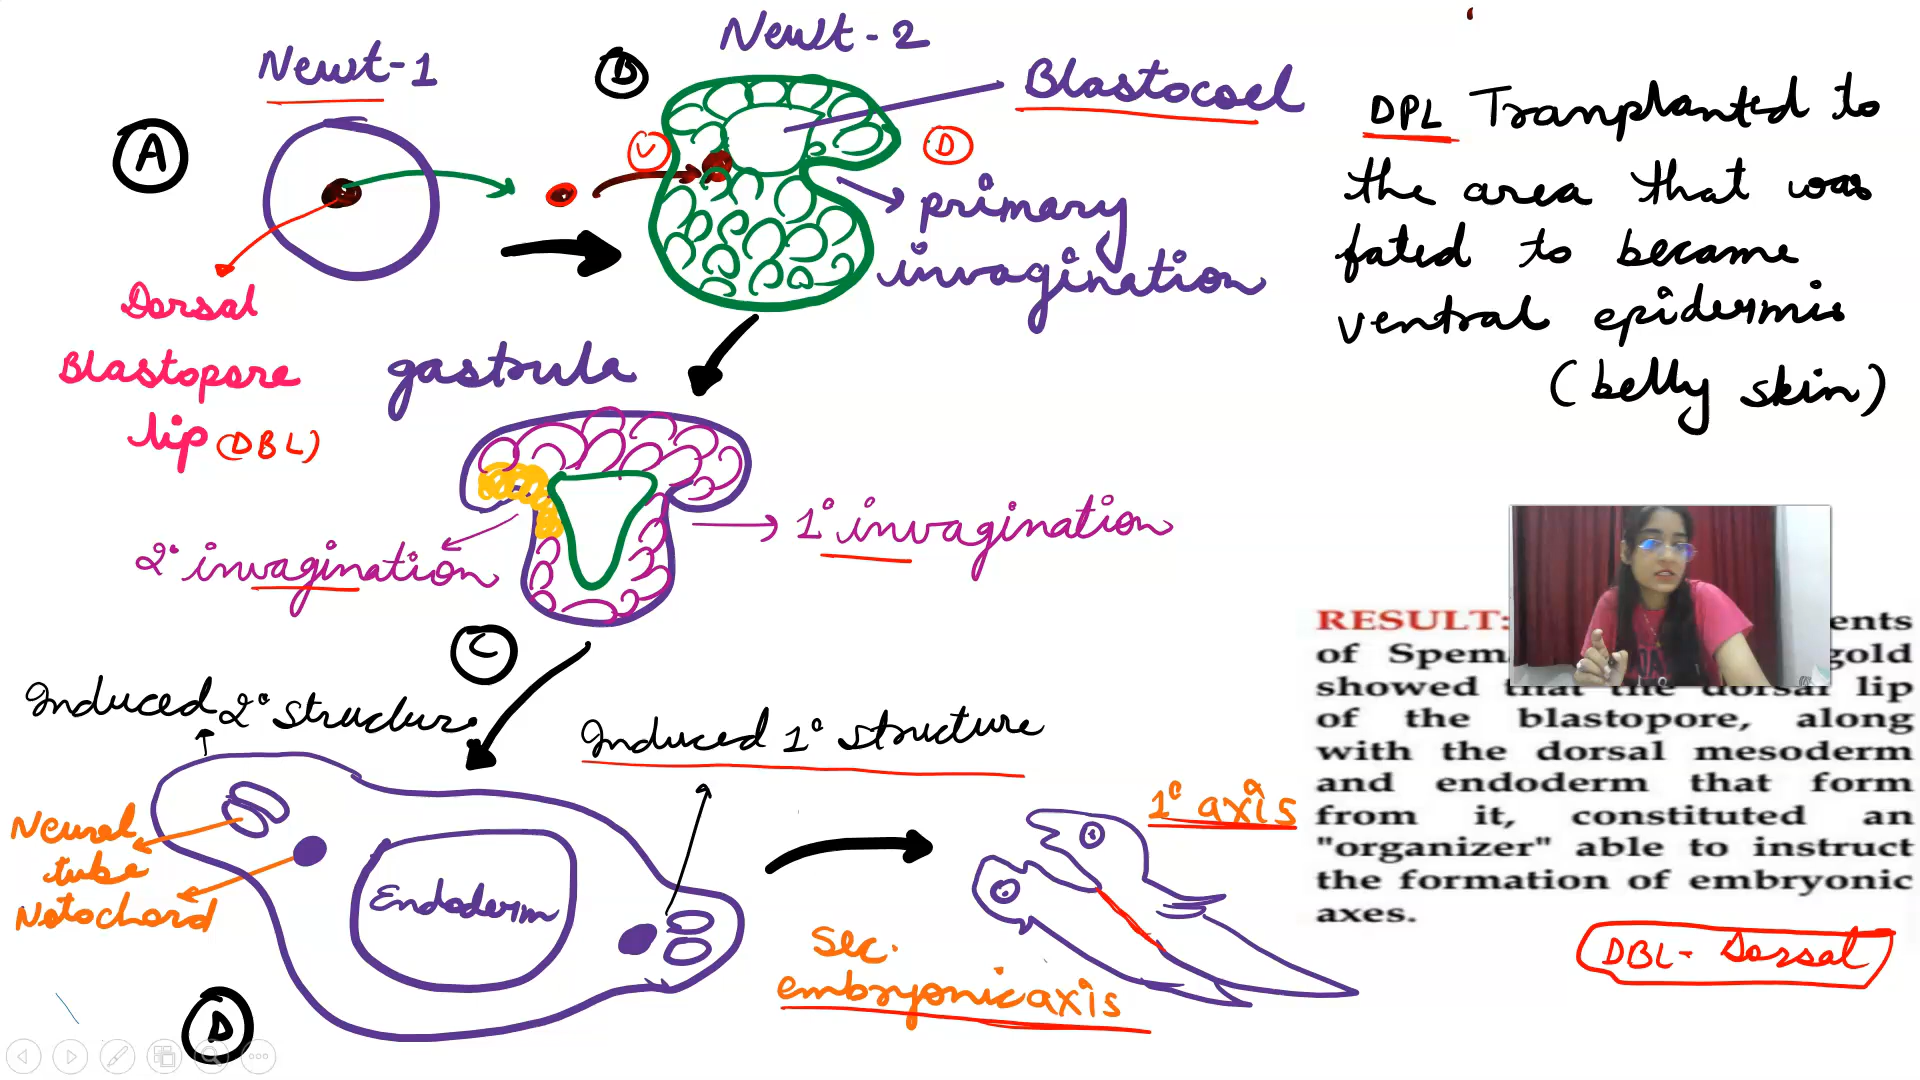 Newt-1
Newt-2
A
B
V
D
Blastocoel
primary
invagination
Dorsal
Blastopore
lip (DBL)
DPL Tranplanted to
the area that was
fated to became
ventral epidermis
(belly skin)
gastrula
2° invagination
1° invagination
C
Induced 2° structure
Induced 1° structure
Neural
tube
Notochord
Endoderm
D
1° axis
Sec.
embryonic axis
RESULT: ents
of Spem gold
showed that the dorsal lip
of the blastopore, along
with the dorsal mesoderm
and endoderm that form
from it, constituted an
"organizer" able to instruct
the formation of embryonic
axes.
DBL- Dorsal